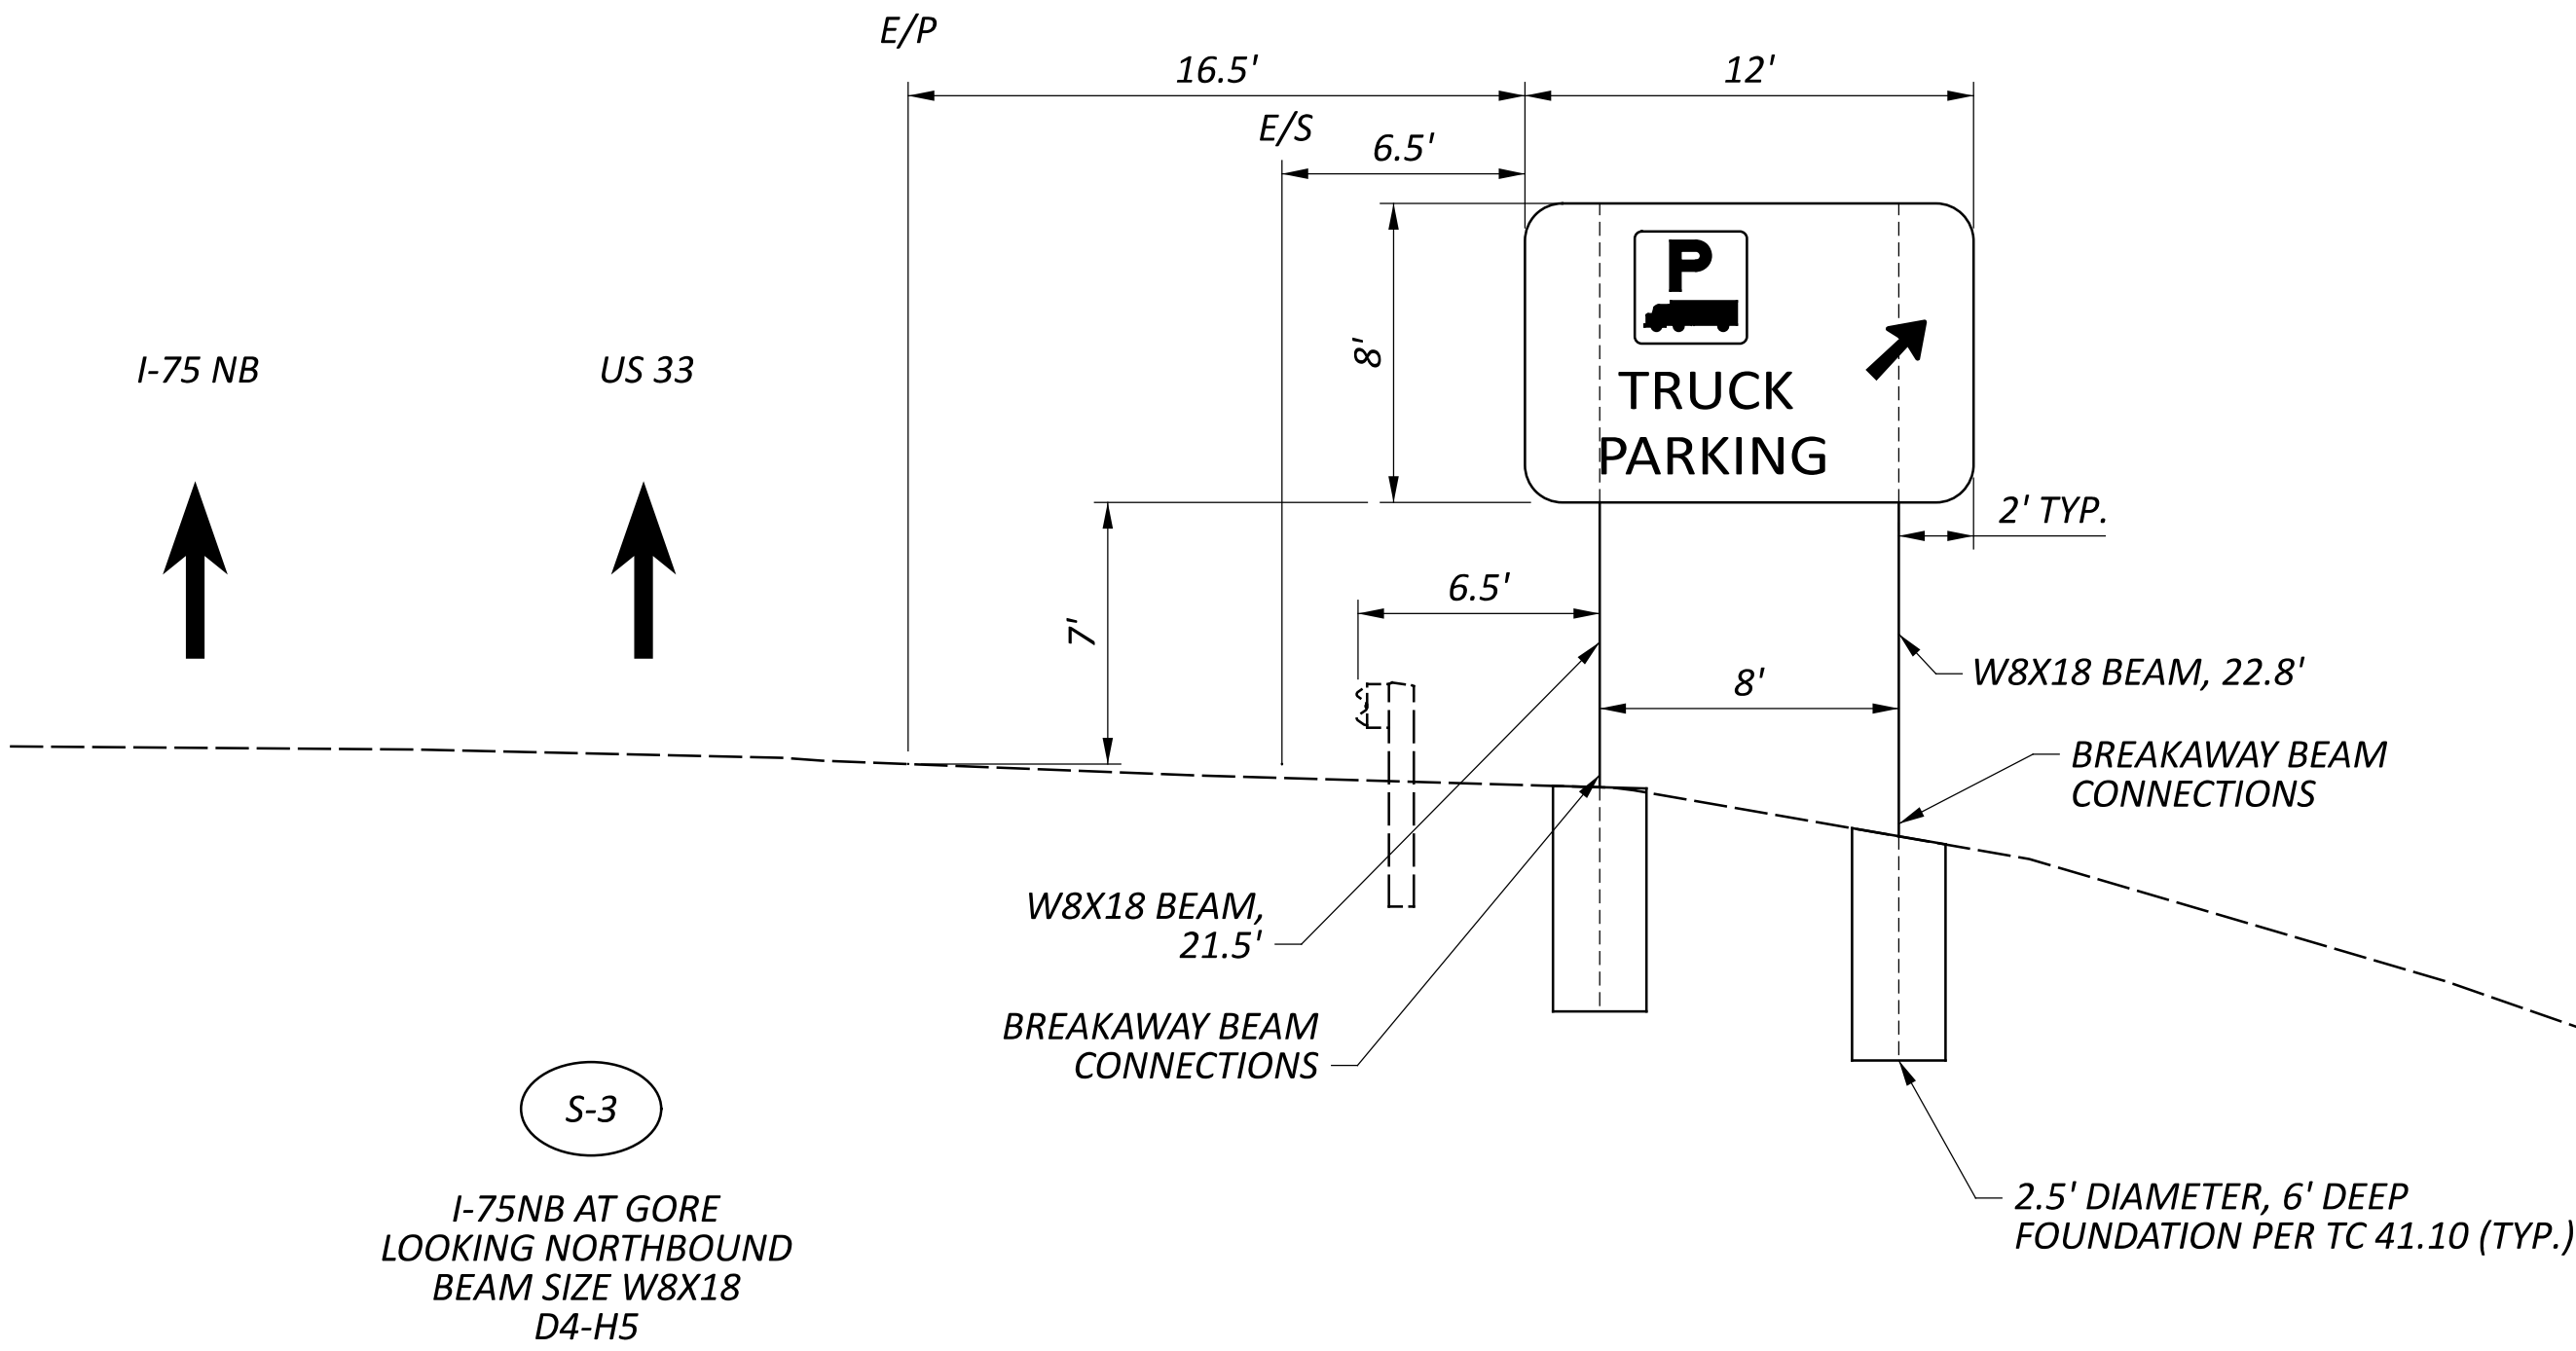 E/P
16.5'
12'
E/S
6.5'
P
8'
I-75 NB
US 33
TRUCK
PARKING
2' TYP.
6.5'
7'
8'
W8X18 BEAM, 22.8'
BREAKAWAY BEAM
CONNECTIONS
W8X18 BEAM,
21.5'
BREAKAWAY BEAM
CONNECTIONS
S-3
I-75NB AT GORE
LOOKING NORTHBOUND
BEAM SIZE W8X18
D4-H5
2.5' DIAMETER, 6' DEEP
FOUNDATION PER TC 41.10 (TYP.)